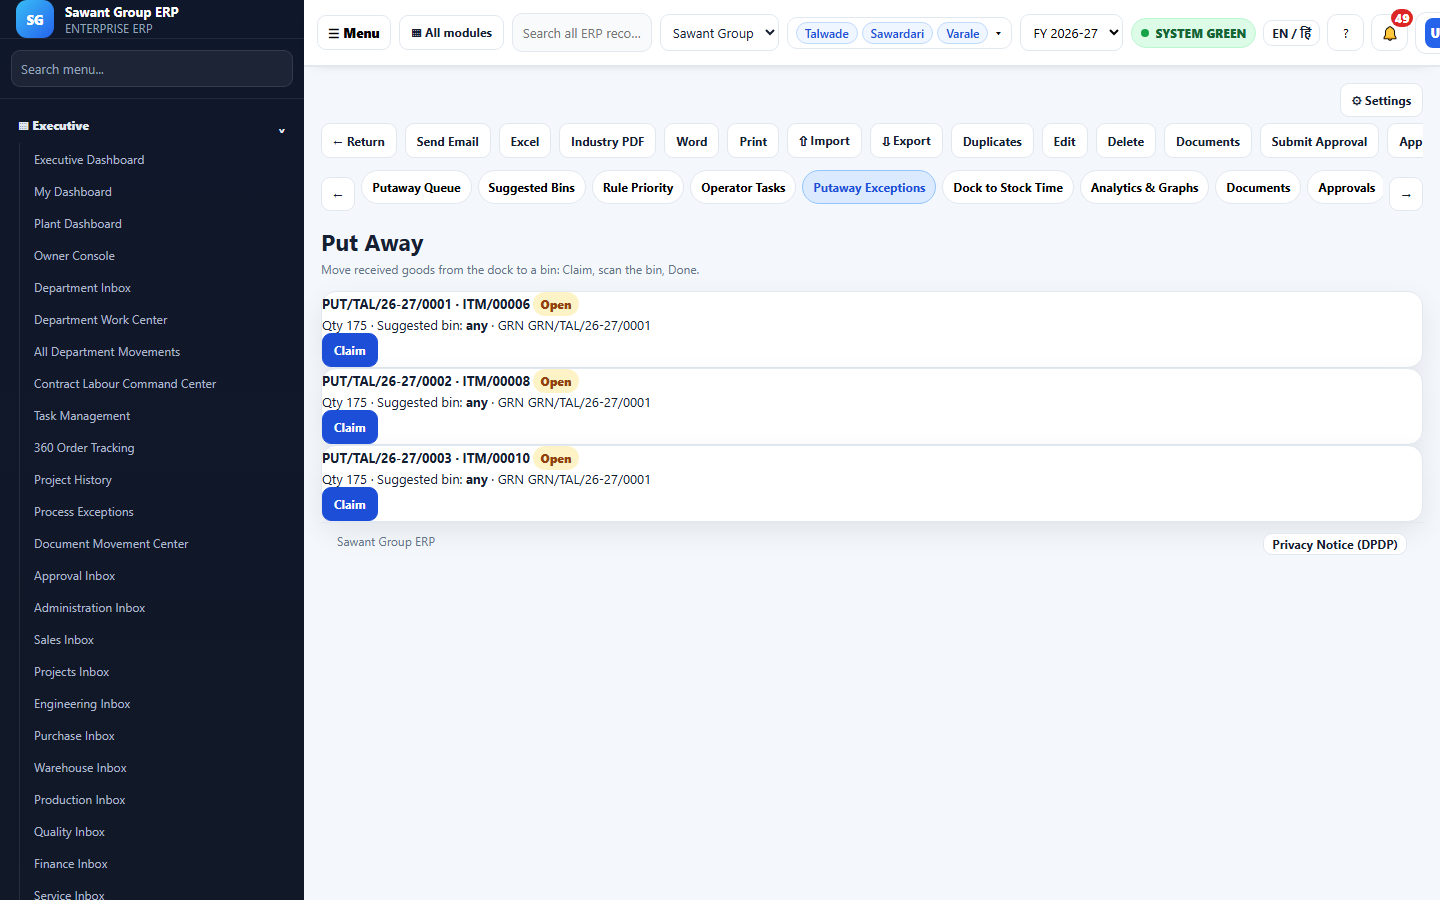 SG
Sawant Group ERP
ENTERPRISE ERP
Search menu...
Executive
Executive Dashboard
My Dashboard
Plant Dashboard
Owner Console
Department Inbox
Department Work Center
All Department Movements
Contract Labour Command Center
Task Management
360 Order Tracking
Project History
Process Exceptions
Document Movement Center
Approval Inbox
Administration Inbox
Sales Inbox
Projects Inbox
Engineering Inbox
Purchase Inbox
Warehouse Inbox
Production Inbox
Quality Inbox
Finance Inbox
Service Inbox
☰ Menu All modules Search all ERP reco... Sawant Group Talwade Sawardari Varale FY 2026-27 SYSTEM GREEN EN / हिं ? 49 U
⚙ Settings
← Return Send Email Excel Industry PDF Word Print ⇧ Import ⇩ Export Duplicates Edit Delete Documents Submit Approval App
← Putaway Queue Suggested Bins Rule Priority Operator Tasks Putaway Exceptions Dock to Stock Time Analytics & Graphs Documents Approvals →
Put Away
Move received goods from the dock to a bin: Claim, scan the bin, Done.
PUT/TAL/26-27/0001 · ITM/00006 Open
Qty 175 · Suggested bin: any · GRN GRN/TAL/26-27/0001
Claim
PUT/TAL/26-27/0002 · ITM/00008 Open
Qty 175 · Suggested bin: any · GRN GRN/TAL/26-27/0001
Claim
PUT/TAL/26-27/0003 · ITM/00010 Open
Qty 175 · Suggested bin: any · GRN GRN/TAL/26-27/0001
Claim
Sawant Group ERP
Privacy Notice (DPDP)